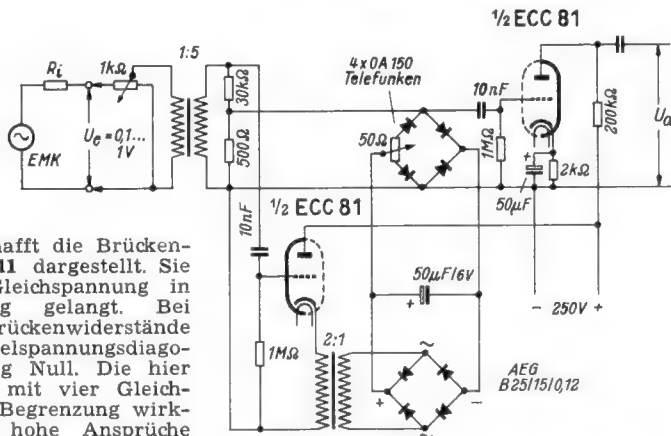 ½ ECC 81
1:5
Ri
1kΩ
30kΩ
500Ω
4x OA 150
Telefunken
10nF
50Ω
1MΩ
200kΩ
Ua
EMK
Ue = 0,1...
1V
+
50µF
2kΩ
10nF
½ ECC 81
50µF/6V
+
- 250V +
1MΩ
2:1
~
+
-
~
AEG
B25/15/0,12
hafft die Brücken-
11 dargestellt. Sie
Gleichspannung in
g gelangt. Bei
rückenwiderstände
elspannungsdiago-
g Null. Die hier
mit vier Gleich-
Begrenzung wirk-
hohe Ansprüche